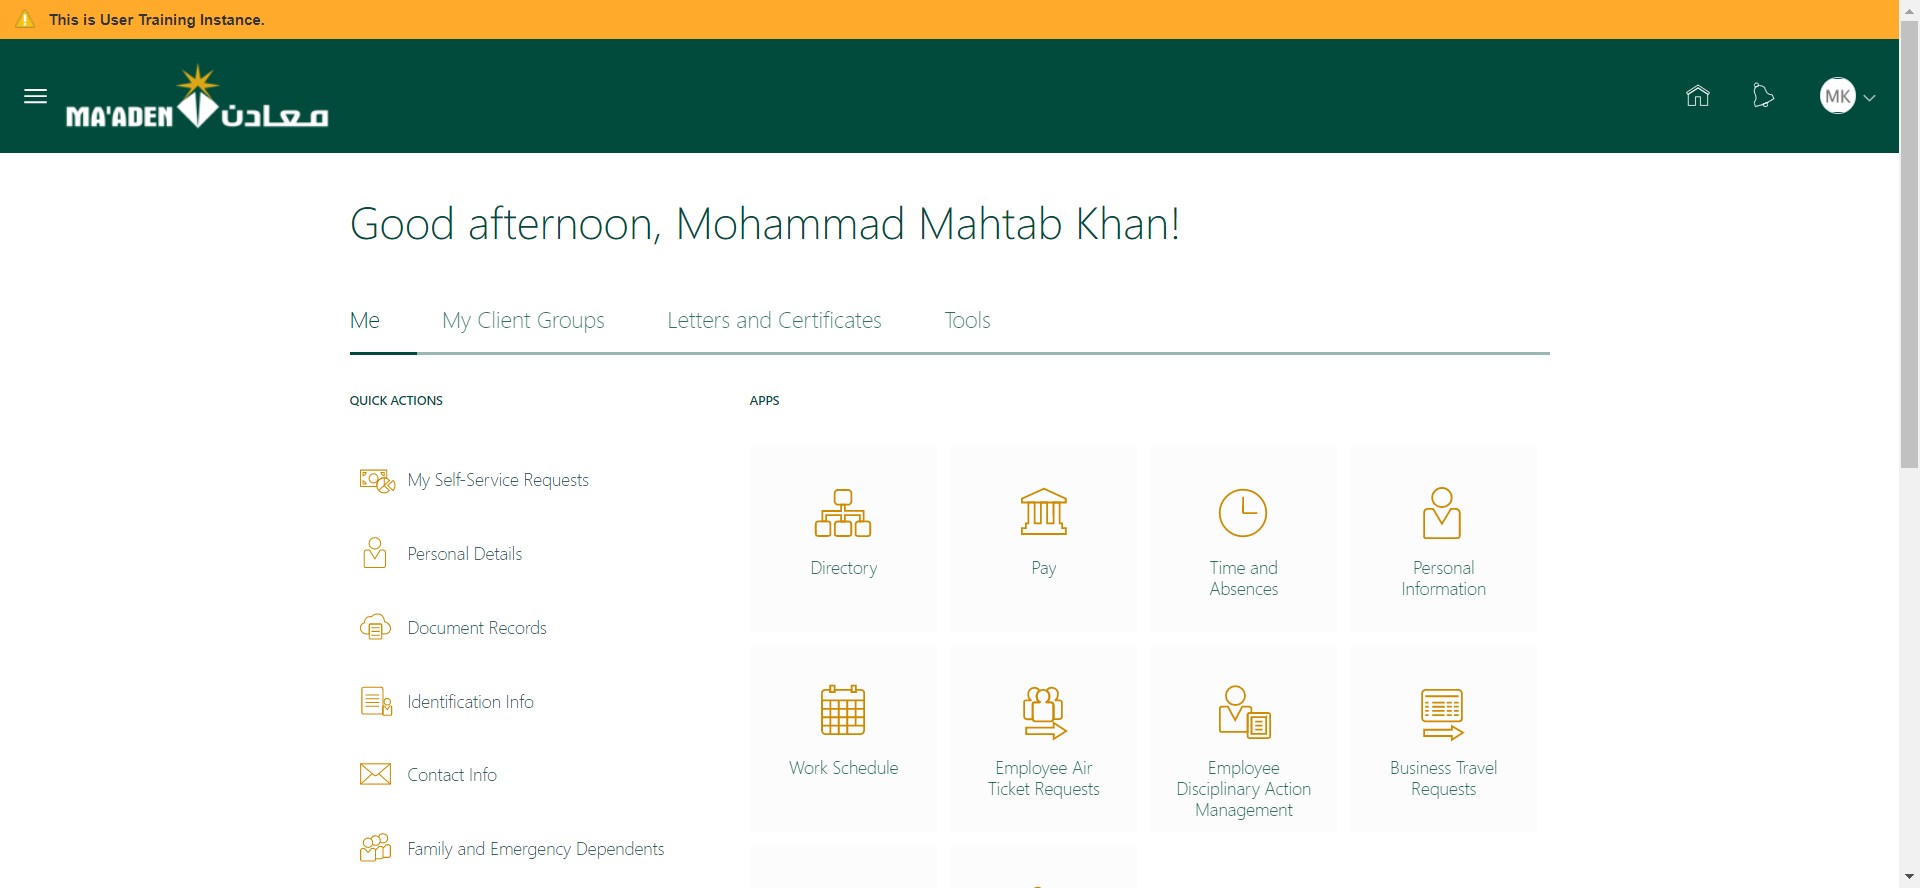 This is User Training Instance.
MA'ADEN معادن
MK
Good afternoon, Mohammad Mahtab Khan!
Me
My Client Groups
Letters and Certificates
Tools
QUICK ACTIONS
My Self-Service Requests
Personal Details
Document Records
Identification Info
Contact Info
Family and Emergency Dependents
APPS
Directory
Pay
Time and
Absences
Personal
Information
Work Schedule
Employee Air
Ticket Requests
Employee
Disciplinary Action
Management
Business Travel
Requests